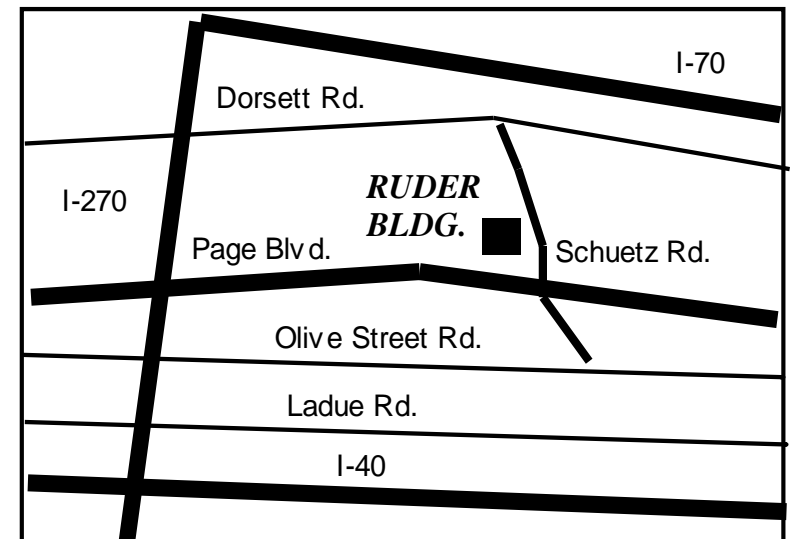 I-70
Dorsett Rd.
I-270
RUDER
BLDG.
Page Blvd.
Schuetz Rd.
Olive Street Rd.
Ladue Rd.
I-40